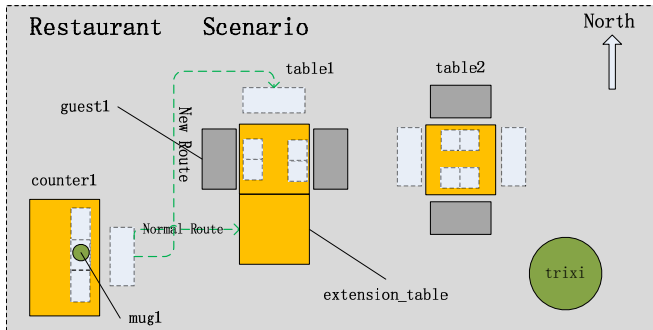 Restaurant Scenario
North
table1
table2
guest1
New Route
counter1
Normal Route
trixi
extension_table
mug1